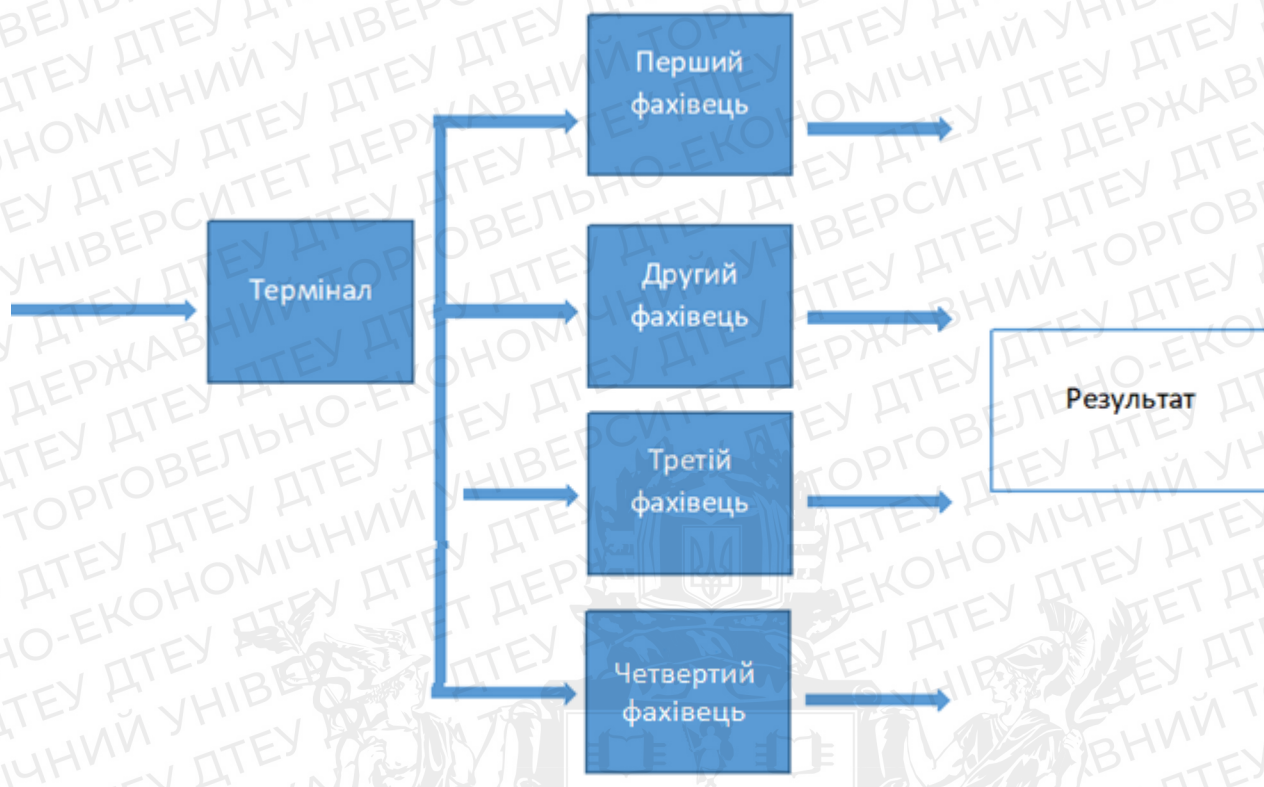 Перший
фахівець
Термінал
Другий
фахівець
Результат
Третій
фахівець
Четвертий
фахівець